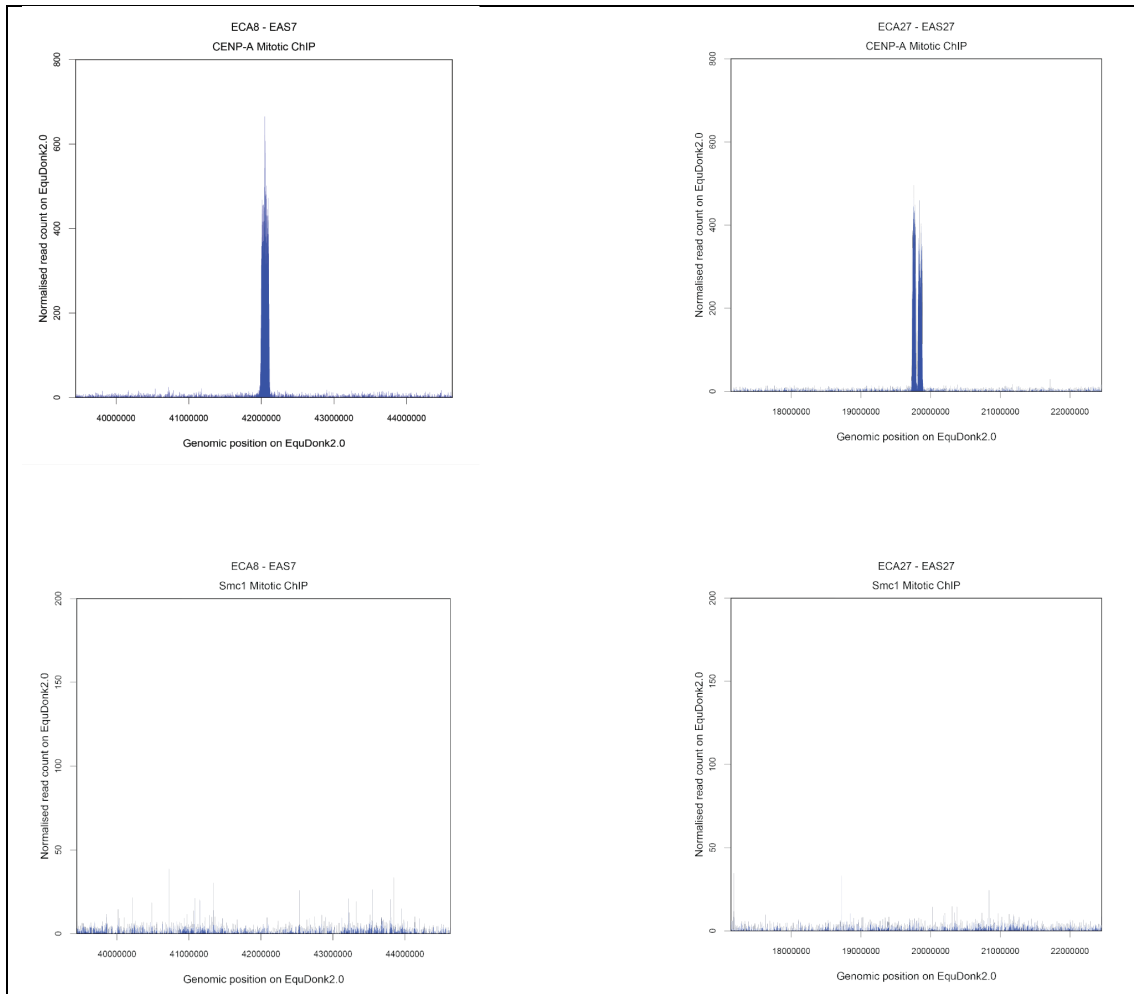 ECA8 - EAS7
CENP-A Mitotic ChIP
Normalised read count on EquDonk2.0
800
600
400
200
0
40000000 41000000 42000000 43000000 44000000
Genomic position on EquDonk2.0
ECA27 - EAS27
CENP-A Mitotic ChIP
Normalised read count on EquDonk2.0
800
600
400
200
0
18000000 19000000 20000000 21000000 22000000
Genomic position on EquDonk2.0
ECA8 - EAS7
Smc1 Mitotic ChIP
Normalised read count on EquDonk2.0
200
150
100
50
0
40000000 41000000 42000000 43000000 44000000
Genomic position on EquDonk2.0
ECA27 - EAS27
Smc1 Mitotic ChIP
Normalised read count on EquDonk2.0
200
150
100
50
0
18000000 19000000 20000000 21000000 22000000
Genomic position on EquDonk2.0